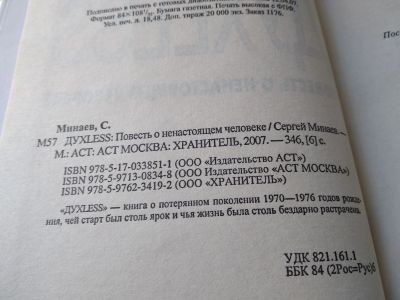 Подписано в печать с готовых
Формат 84×108 1/32. Бумага газетная. Печать высокая с ФПФ.
Усл. печ. л. 18,48. Доп. тираж 20 000 экз. Заказ 1176.
Минаев, С.
М57 ДУХLESS: Повесть о ненастоящем человеке / Сергей Минаев. —
М.: АСТ: АСТ МОСКВА: ХРАНИТЕЛЬ, 2007. — 346, [6] с.
ISBN 978-5-17-033851-1 (ООО «Издательство АСТ»)
ISBN 978-5-9713-0834-8 (ООО Издательство «АСТ МОСКВА»)
ISBN 978-5-9762-3419-2 (ООО «ХРАНИТЕЛЬ»)
«ДУХLESS» — книга о потерянном поколении 1970—1976 годов рожде-
ния, чей старт был столь ярок и чья жизнь была столь бездарно растрачена.
УДК 821.161.1
ББК 84 (2Рос=Рус)6
Пос